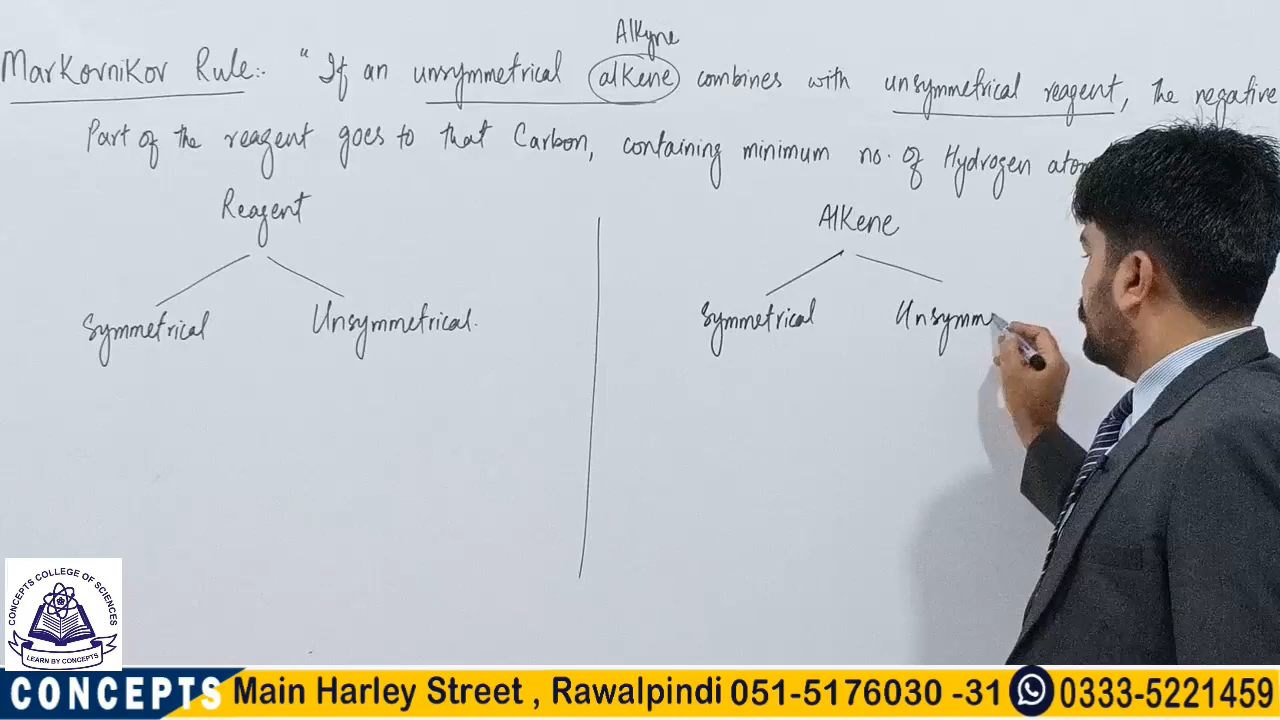 Alkyne
Markovnikov Rule:- "If an unsymmetrical alkene combines with unsymmetrical reagent, the negative
Part of the reagent goes to that Carbon, containing minimum no. of Hydrogen atom
Reagent
Symmetrical Unsymmetrical.
Alkene
Symmetrical Unsymm
CONCEPTS COLLEGE OF SCIENCES
LEARN BY CONCEPTS
CONCEPTS Main Harley Street , Rawalpindi 051-5176030 -31 0333-5221459